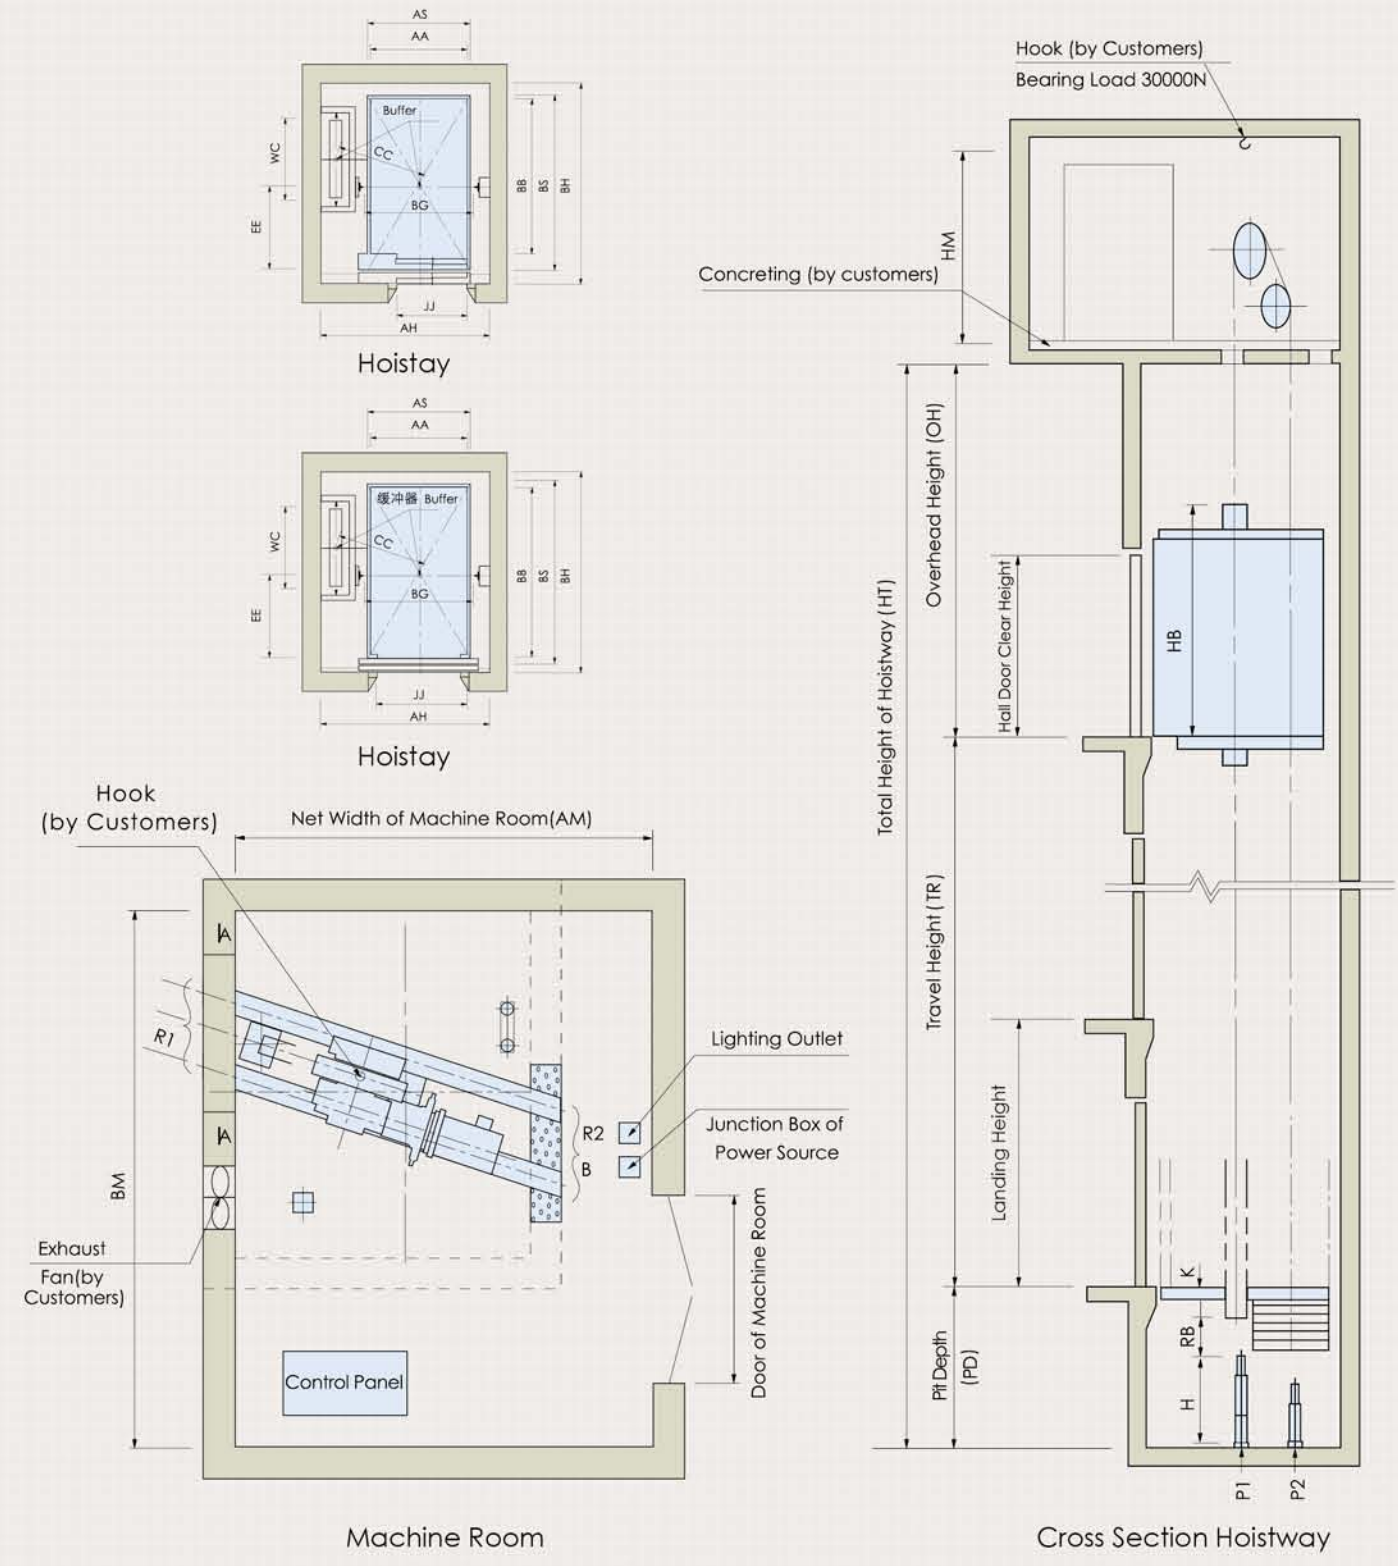 AS
AA
Buffer
CC
WC
EE
BG
BB
BS
BH
JJ
AH
Hoistay
AS
AA
缓冲器 Buffer
CC
WC
EE
BG
BB
BS
BH
JJ
AH
Hoistay
Hook
(by Customers)
Net Width of Machine Room(AM)
A
R1
A
BM
R2
B
Lighting Outlet
Junction Box of
Power Source
Exhaust
Fan(by
Customers)
Door of Machine Room
Control Panel
Machine Room
Hook (by Customers)
Bearing Load 30000N
HM
Concreting (by customers)
Total Height of Hoistway (HT)
Overhead Height (OH)
Hall Door Clear Height
HB
Travel Height (TR)
Landing Height
K
RB
H
Pit Depth
(PD)
P1
P2
Cross Section Hoistway